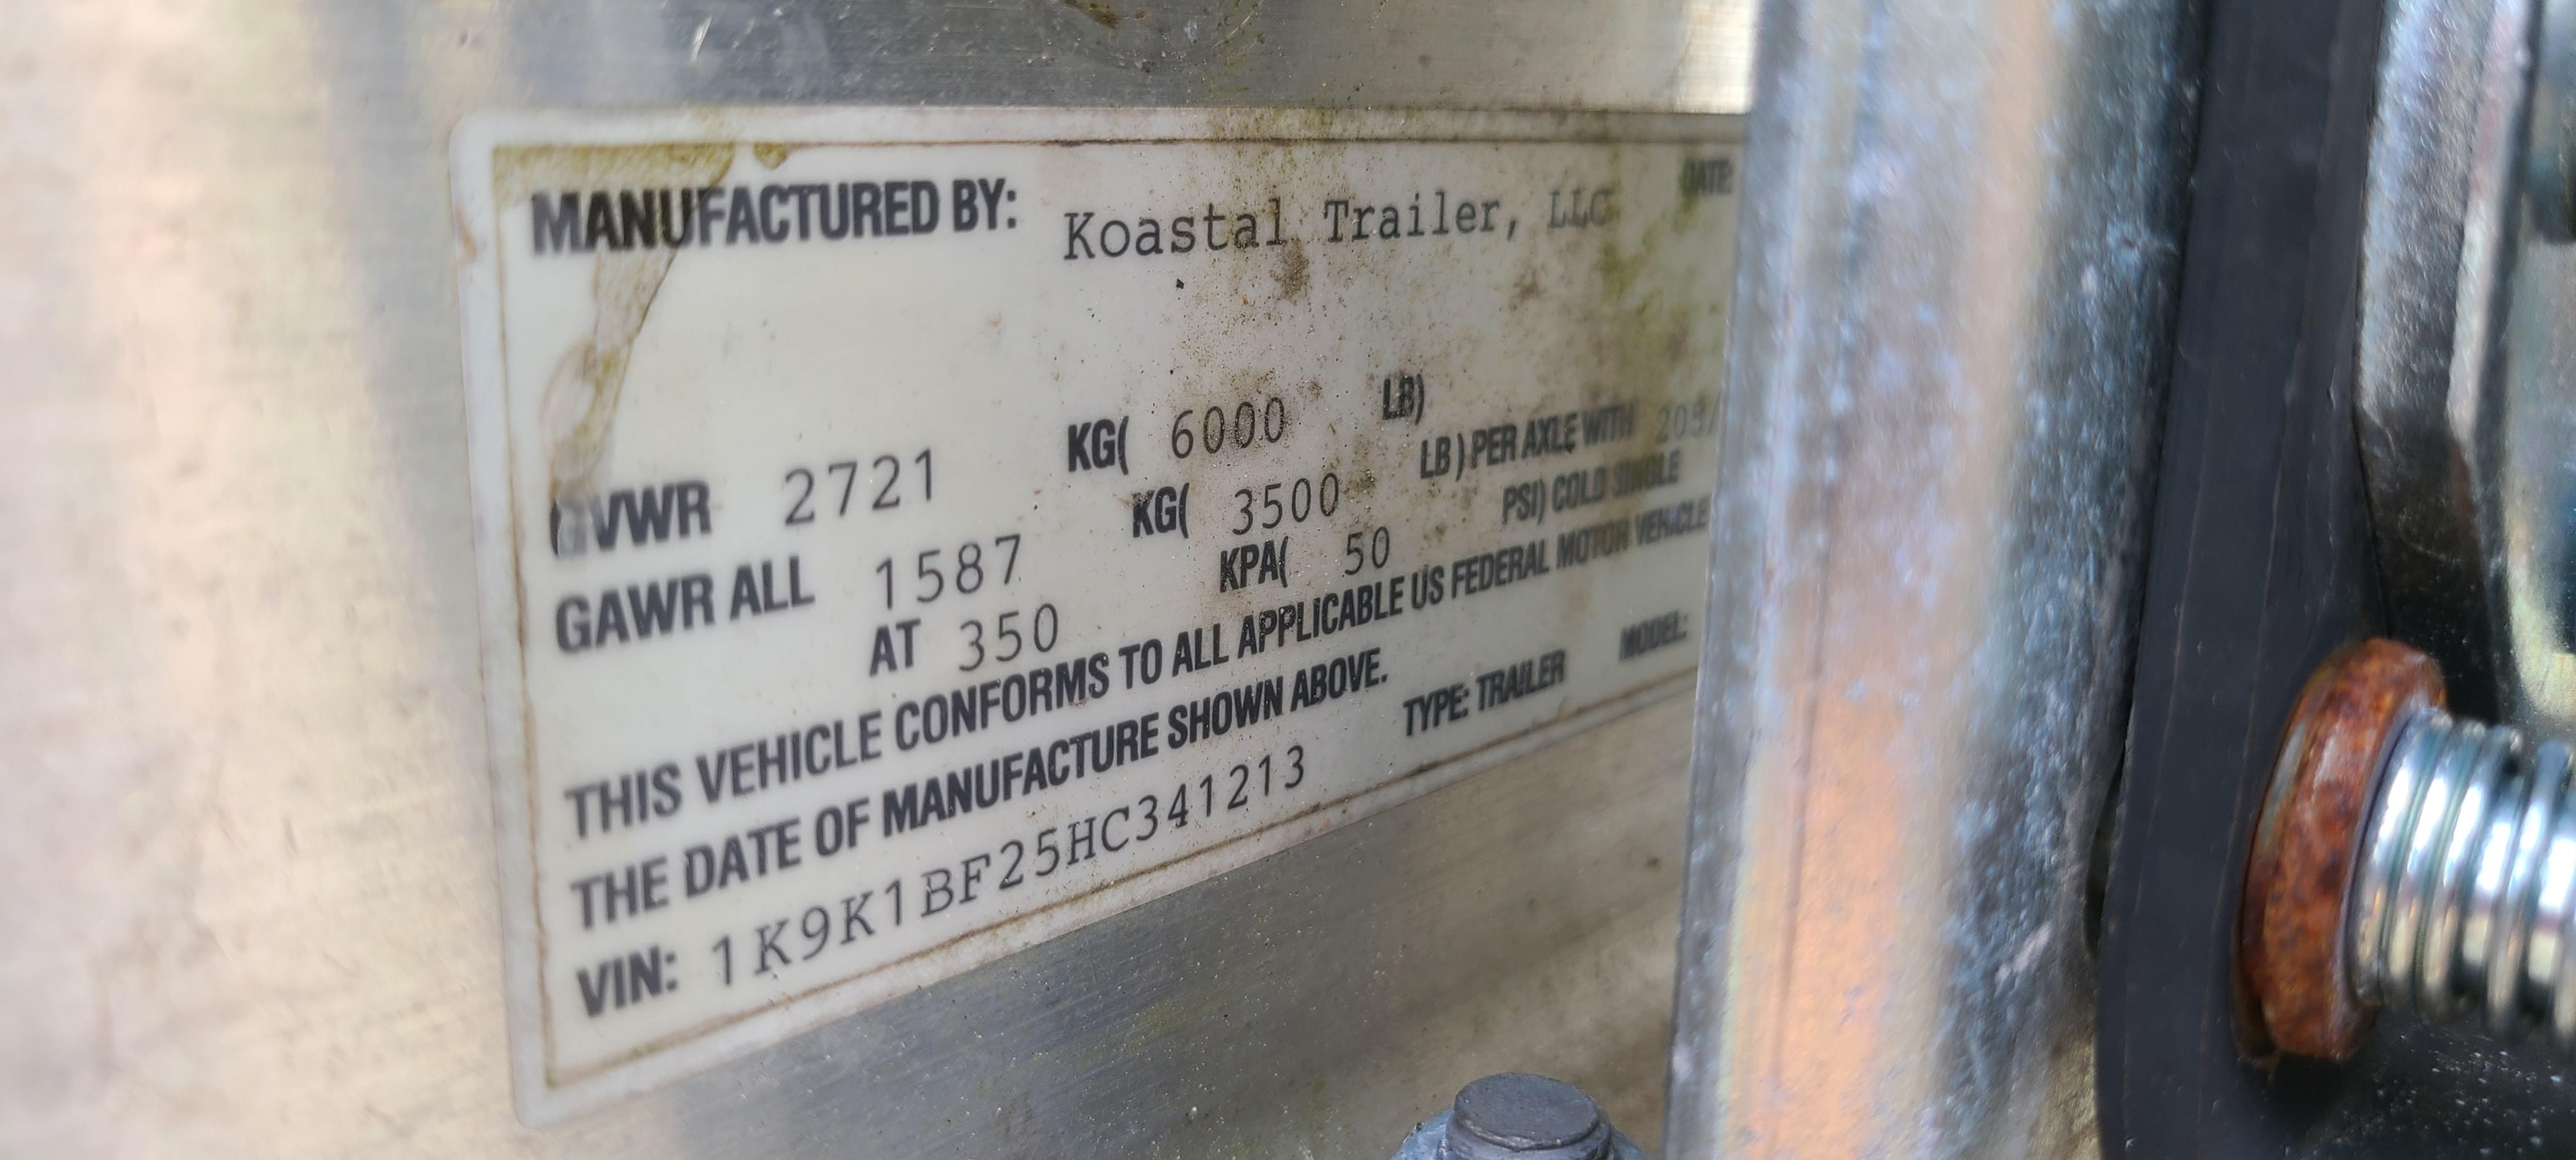 MANUFACTURED BY: Koastal Trailer, LLC DATE:
GVWR 2721 KG( 6000 LB)
GAWR ALL 1587 KG( 3500 LB) PER AXLE WITH 205/
AT 350 KPA( 50 PSI) COLD SINGLE
THIS VEHICLE CONFORMS TO ALL APPLICABLE US FEDERAL MOTOR VEHICLE
THE DATE OF MANUFACTURE SHOWN ABOVE.
VIN: 1K9K1BF25HC341213 TYPE: TRAILER MODEL: